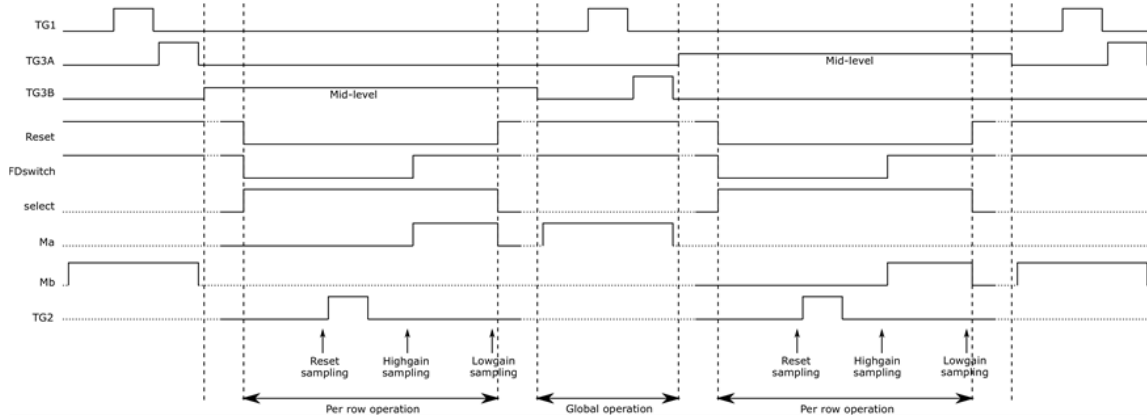 TG1
TG3A
Mid-level
TG3B
Mid-level
Reset
FDswitch
select
Ma
Mb
TG2
Reset
sampling
Highgain
sampling
Lowgain
sampling
Reset
sampling
Highgain
sampling
Lowgain
sampling
Per row operation
Global operation
Per row operation